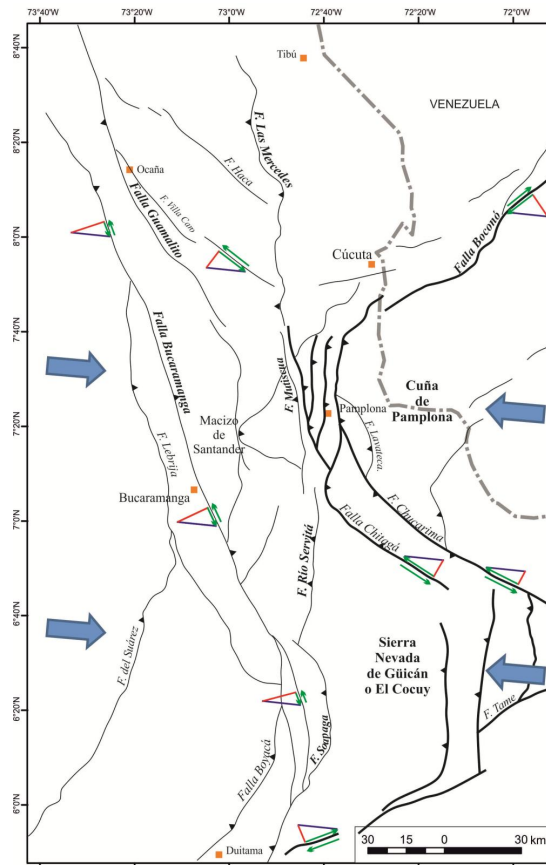 73°40'W
73°20'W
73°0'W
72°40'W
72°20'W
72°0'W
8°40'N
8°20'N
8°0'N
7°40'N
7°20'N
7°0'N
6°40'N
6°20'N
6°0'N
Tibú
VENEZUELA
F. Las Mercedes
F. Haca
Ocaña
F. Villa Caro
Falla Guamalito
Falla Boconó
Cúcuta
Falla Bucaramanga
F. Mutiscua
Cuña
de
Pamplona
Pamplona
Macizo
de
Santander
F. Lavateca.
F. Lebrija
F. Chucarima
Bucaramanga
Falla Chitagá
F. Río Servitá
F. del Suárez
Sierra
Nevada
de Güicán
o El Cocuy
F. Tame
F. Soapaga
Falla Boyacá
Duitama
30 15 0 30 km